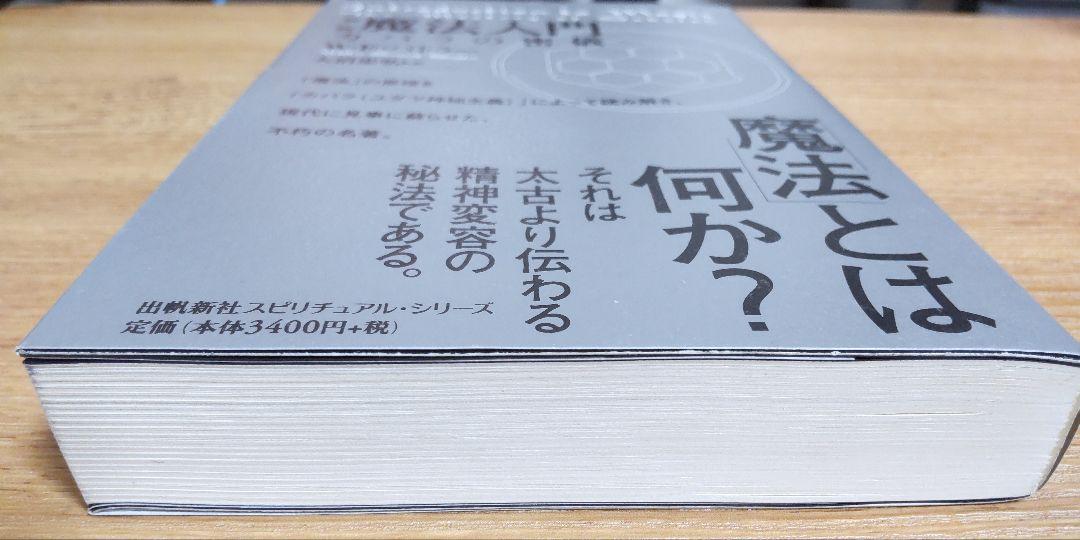 魔法入門
「魔法」の原理を
「カバラ(ユダヤ神秘主義)」によって読み解き、
現代に見事に蘇らせた、
不朽の名著。
魔法とは
何か?
それは
太古より伝わる
精神変容の
秘法である。
出帆新社スピリチュアル・シリーズ
定価(本体3400円+税)